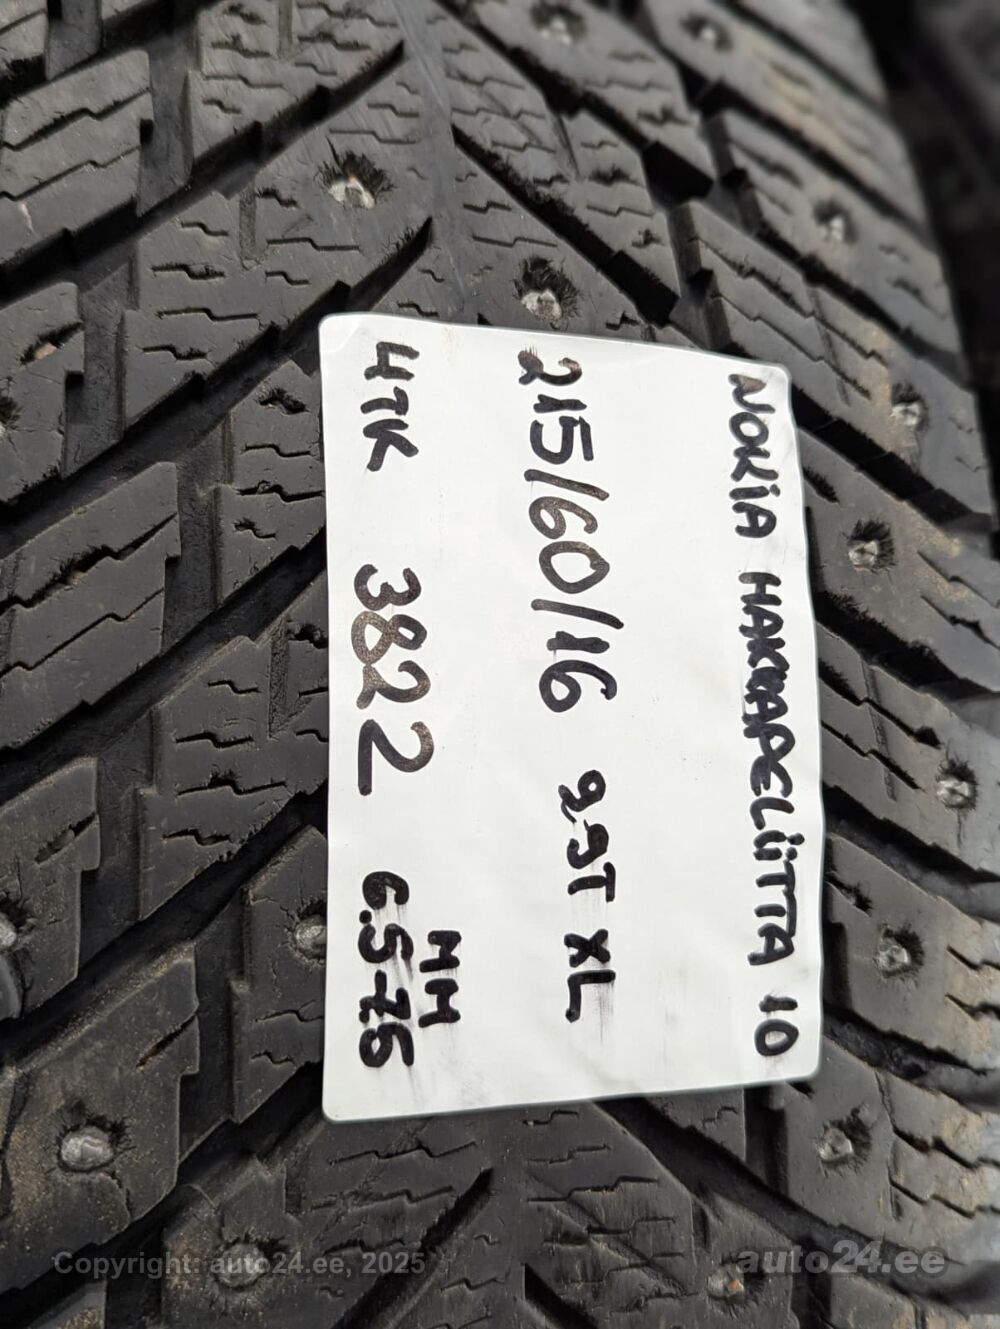 NOKIA HAKKAPELIITTA 10
215/60/16 99T XL
4TK 3822 6.5-7.5
MM
Copyright: auto24.ee, 2025
auto24.ee